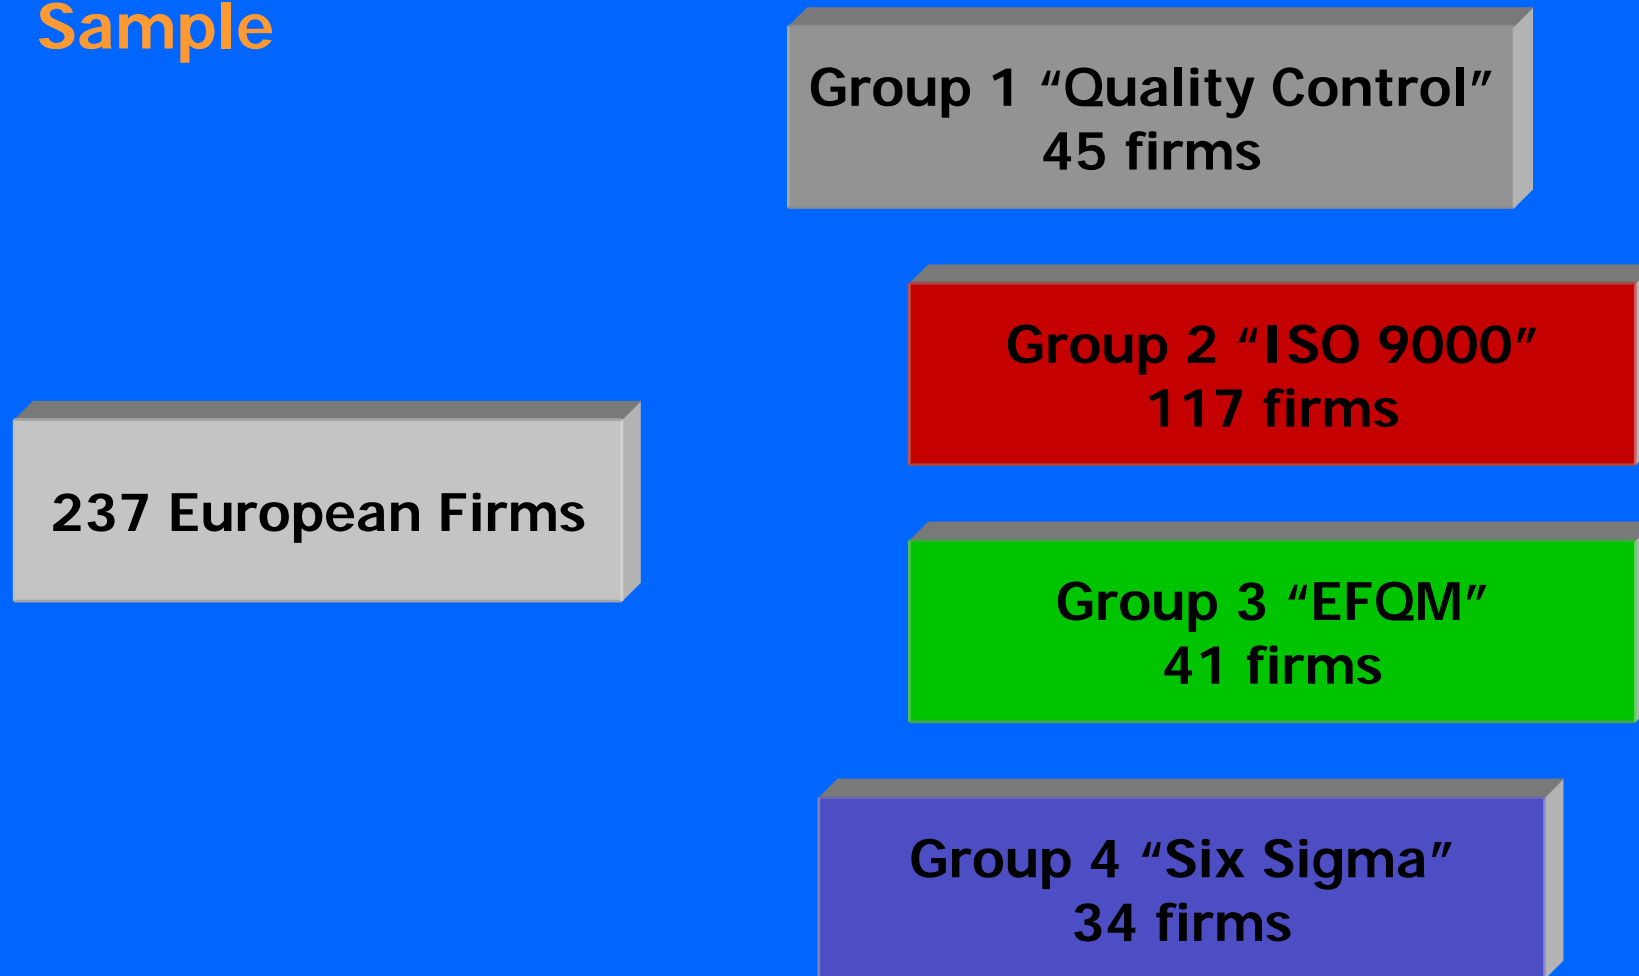 Sample
Group 1 “Quality Control”
45 firms
Group 2 “ISO 9000”
117 firms
237 European Firms
Group 3 “EFQM”
41 firms
Group 4 “Six Sigma”
34 firms